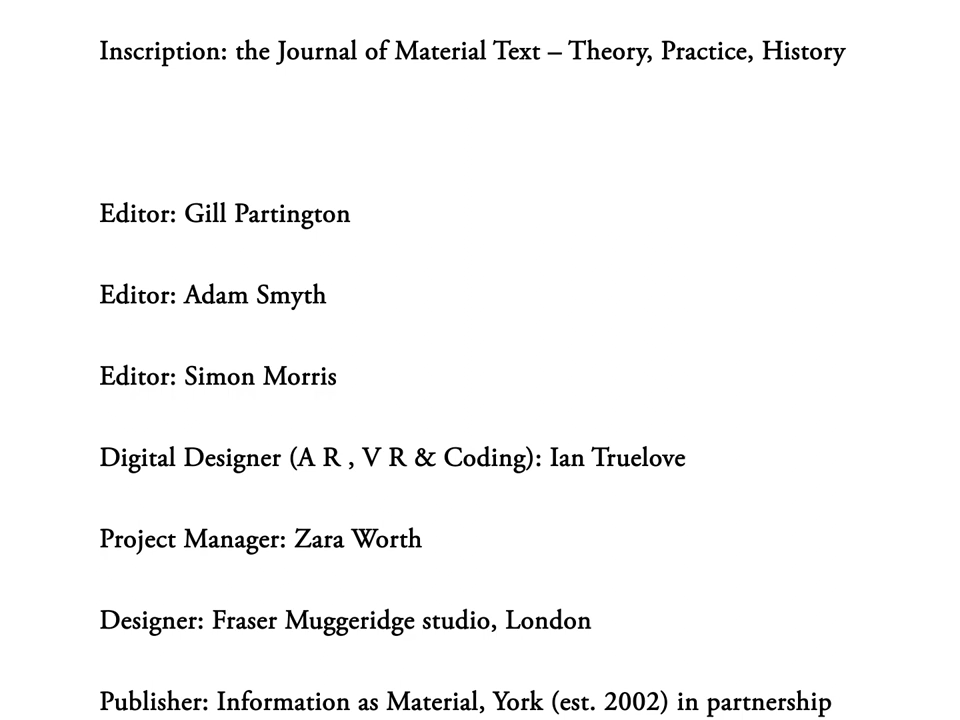 Inscription: the Journal of Material Text – Theory, Practice, History
Editor: Gill Partington
Editor: Adam Smyth
Editor: Simon Morris
Digital Designer (A R , V R & Coding): Ian Truelove
Project Manager: Zara Worth
Designer: Fraser Muggeridge studio, London
Publisher: Information as Material, York (est. 2002) in partnership